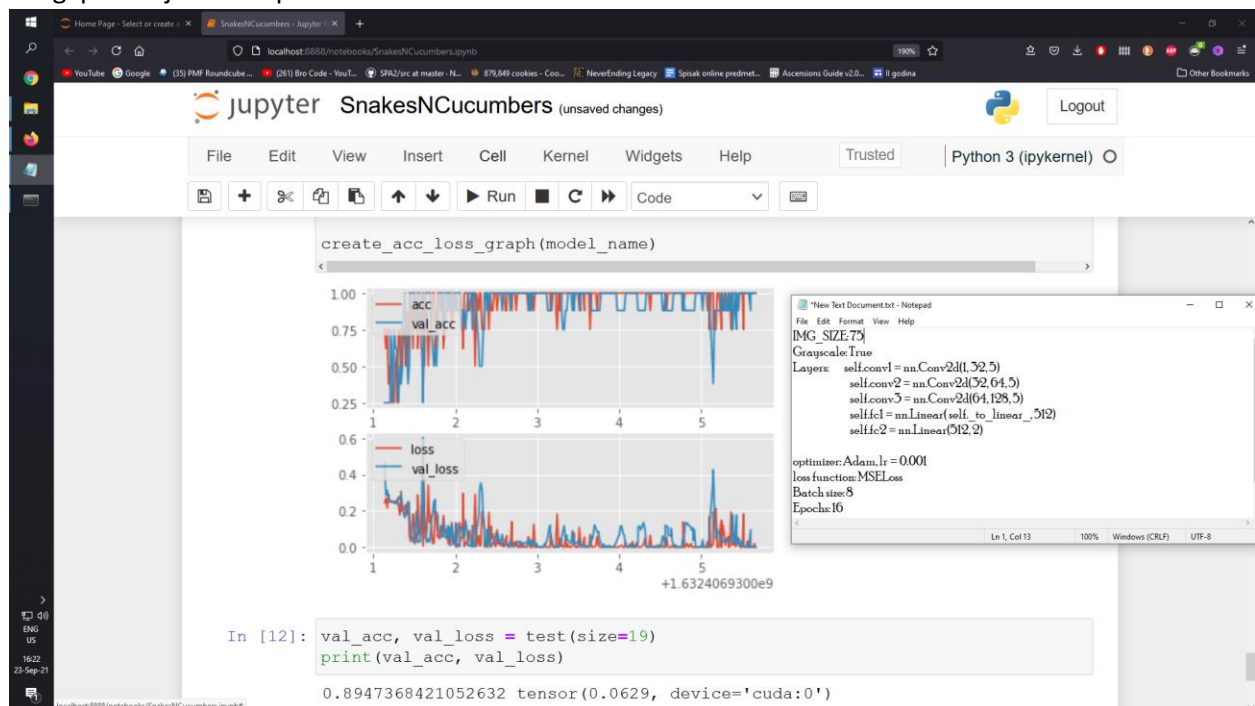 Home Page - Select or create a
SnakesNCucumbers - Jupyter
localhost:8888/notebooks/SnakesNCucumbers.ipynb
190%
YouTube
Google
(35) PMF Roundcube ...
(261) Bro Code - YouT...
SPA2/src at master · N...
879,849 cookies - Coo...
NeverEnding Legacy
Spisak online predmet...
Ascensions Guide v2.0...
II godina
Other Bookmarks
jupyter SnakesNCucumbers (unsaved changes)
Logout
File Edit View Insert Cell Kernel Widgets Help
Trusted
Python 3 (ipykernel)
Run
Code
create_acc_loss_graph(model_name)
1.00
0.75
0.50
0.25
acc
val_acc
1 2 3 4 5
0.6
0.4
0.2
0.0
loss
val_loss
1 2 3 4 5
+1.6324069300e9
*New Text Document.txt - Notepad
File Edit Format View Help
IMG_SIZE:75
Grayscale:True
Layers: self.conv1 = nn.Conv2d(1,32,5)
self.conv2 = nn.Conv2d(32,64,5)
self.conv3 = nn.Conv2d(64,128,5)
self.fc1 = nn.Linear(self._to_linear_,512)
self.fc2 = nn.Linear(512,2)
optimizer:Adam,lr = 0.001
loss function:MSELoss
Batch size:8
Epochs:16
Ln 1, Col 13
100%
Windows (CRLF)
UTF-8
In [12]: val_acc, val_loss = test(size=19)
print(val_acc, val_loss)
0.8947368421052632 tensor(0.0629, device='cuda:0')
ENG
US
16:22
23-Sep-21